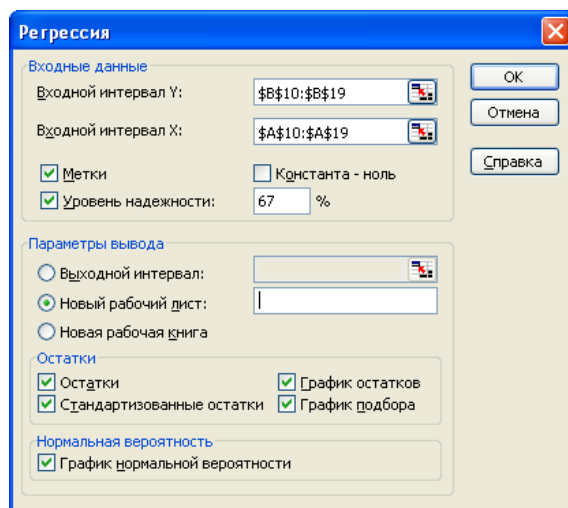 Регрессия
Входные данные
Входной интервал Y: $B$10:$B$19
Входной интервал X: $A$10:$A$19
Метки Константа - ноль
Уровень надежности: 67 %
ОК
Отмена
Справка
Параметры вывода
Выходной интервал:
Новый рабочий лист:
Новая рабочая книга
Остатки
Остатки График остатков
Стандартизованные остатки График подбора
Нормальная вероятность
График нормальной вероятности